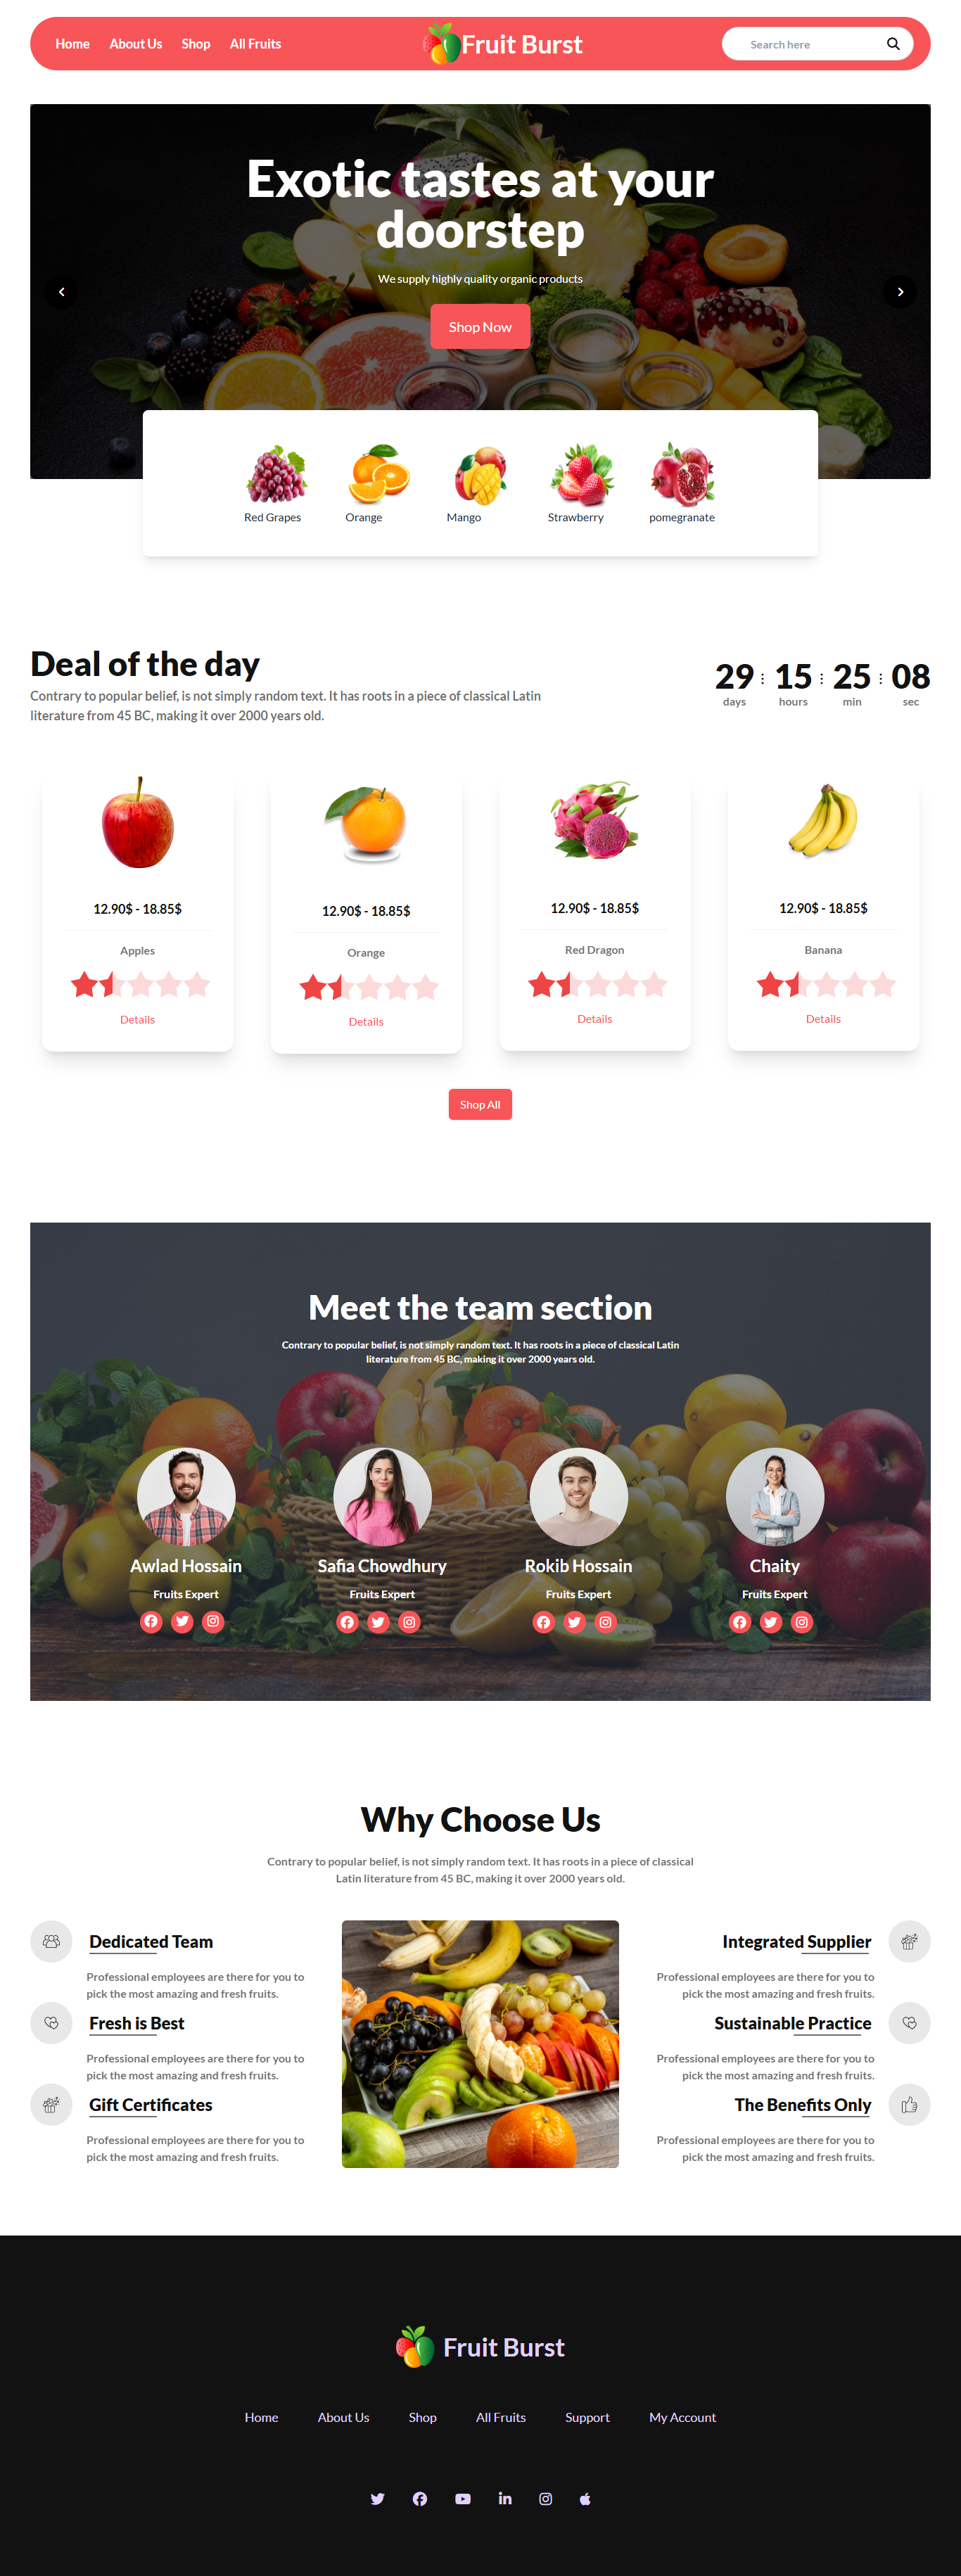 Home About Us Shop All Fruits
Fruit Burst
Search here
Exotic tastes at your
doorstep
We supply highly quality organic products
Shop Now
Red Grapes Orange Mango Strawberry pomegranate
Deal of the day
Contrary to popular belief, is not simply random text. It has roots in a piece of classical Latin
literature from 45 BC, making it over 2000 years old.
29 : 15 : 25 : 08
days hours min sec
12.90$ - 18.85$
Apples
Details
12.90$ - 18.85$
Orange
Details
12.90$ - 18.85$
Red Dragon
Details
12.90$ - 18.85$
Banana
Details
Shop All
Meet the team section
Contrary to popular belief, is not simply random text. It has roots in a piece of classical Latin
literature from 45 BC, making it over 2000 years old.
Awlad Hossain
Fruits Expert
Safia Chowdhury
Fruits Expert
Rokib Hossain
Fruits Expert
Chaity
Fruits Expert
Why Choose Us
Contrary to popular belief, is not simply random text. It has roots in a piece of classical
Latin literature from 45 BC, making it over 2000 years old.
Dedicated Team
Professional employees are there for you to
pick the most amazing and fresh fruits.
Fresh is Best
Professional employees are there for you to
pick the most amazing and fresh fruits.
Gift Certificates
Professional employees are there for you to
pick the most amazing and fresh fruits.
Integrated Supplier
Professional employees are there for you to
pick the most amazing and fresh fruits.
Sustainable Practice
Professional employees are there for you to
pick the most amazing and fresh fruits.
The Benefits Only
Professional employees are there for you to
pick the most amazing and fresh fruits.
Fruit Burst
Home About Us Shop All Fruits Support My Account